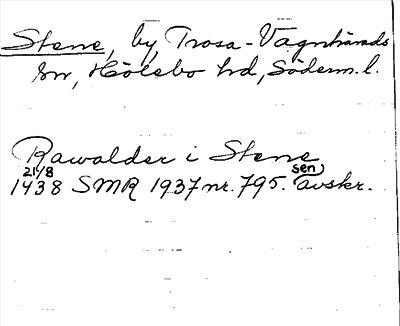 Stene, by, Trosa-Vagnhärads
sn, Hölebo hd, Söderm. l.
Rawalder i Stene
21/8 1438 SMR 1937 nr. 795. (sen) avskr.